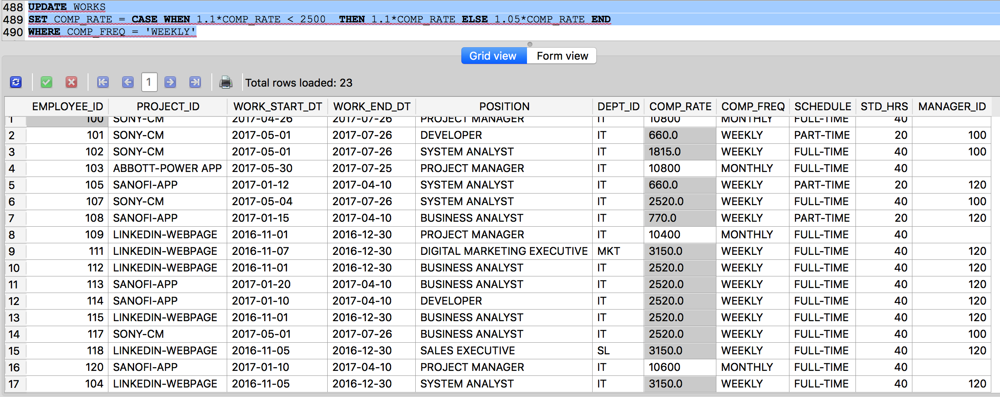 488 UPDATE WORKS
489 SET COMP_RATE = CASE WHEN 1.1*COMP_RATE < 2500  THEN 1.1*COMP_RATE ELSE 1.05*COMP_RATE END
490 WHERE COMP_FREQ = 'WEEKLY'
Grid view Form view
1 Total rows loaded: 23
EMPLOYEE_ID PROJECT_ID WORK_START_DT WORK_END_DT POSITION DEPT_ID COMP_RATE COMP_FREQ SCHEDULE STD_HRS MANAGER_ID
1 100 SONY-CM 2017-04-26 2017-07-26 PROJECT MANAGER IT 10800 MONTHLY FULL-TIME 40
2 101 SONY-CM 2017-05-01 2017-07-26 DEVELOPER IT 660.0 WEEKLY PART-TIME 20 100
3 102 SONY-CM 2017-05-01 2017-07-26 SYSTEM ANALYST IT 1815.0 WEEKLY FULL-TIME 40 100
4 103 ABBOTT-POWER APP 2017-05-30 2017-07-25 PROJECT MANAGER IT 10800 MONTHLY FULL-TIME 40
5 105 SANOFI-APP 2017-01-12 2017-04-10 SYSTEM ANALYST IT 660.0 WEEKLY PART-TIME 20 120
6 107 SONY-CM 2017-05-04 2017-07-26 SYSTEM ANALYST IT 2520.0 WEEKLY FULL-TIME 40 100
7 108 SANOFI-APP 2017-01-15 2017-04-10 BUSINESS ANALYST IT 770.0 WEEKLY PART-TIME 20 120
8 109 LINKEDIN-WEBPAGE 2016-11-01 2016-12-30 PROJECT MANAGER IT 10400 MONTHLY FULL-TIME 40
9 111 LINKEDIN-WEBPAGE 2016-11-07 2016-12-30 DIGITAL MARKETING EXECUTIVE MKT 3150.0 WEEKLY FULL-TIME 40 120
10 112 LINKEDIN-WEBPAGE 2016-11-01 2016-12-30 BUSINESS ANALYST IT 2520.0 WEEKLY FULL-TIME 40 120
11 113 SANOFI-APP 2017-01-20 2017-04-10 BUSINESS ANALYST IT 2520.0 WEEKLY FULL-TIME 40 120
12 114 SANOFI-APP 2017-01-10 2017-04-10 DEVELOPER IT 2520.0 WEEKLY FULL-TIME 40 120
13 115 LINKEDIN-WEBPAGE 2016-11-01 2016-12-30 BUSINESS ANALYST IT 2520.0 WEEKLY FULL-TIME 40 120
14 117 SONY-CM 2017-05-01 2017-07-26 BUSINESS ANALYST IT 2520.0 WEEKLY FULL-TIME 40 100
15 118 LINKEDIN-WEBPAGE 2016-11-05 2016-12-30 SALES EXECUTIVE SL 3150.0 WEEKLY FULL-TIME 40 120
16 120 SANOFI-APP 2017-01-10 2017-04-10 PROJECT MANAGER IT 10600 MONTHLY FULL-TIME 40
17 104 LINKEDIN-WEBPAGE 2016-11-05 2016-12-30 SYSTEM ANALYST IT 3150.0 WEEKLY FULL-TIME 40 120